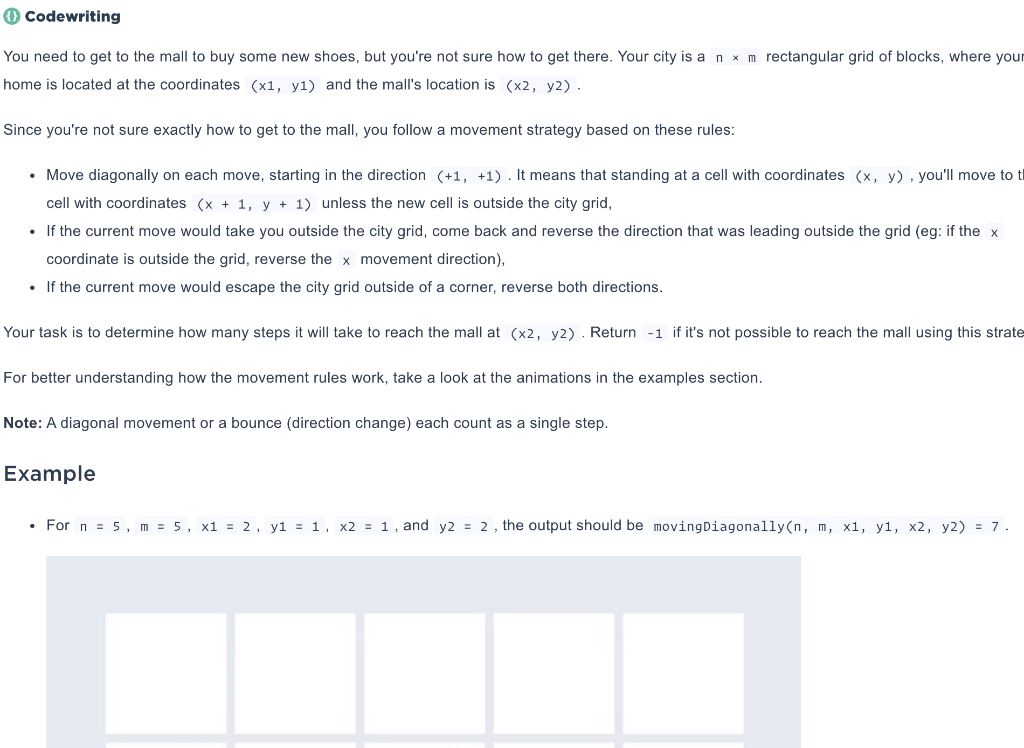 Codewriting
You need to get to the mall to buy some new shoes, but you're not sure how to get there. Your city is a n × m rectangular grid of blocks, where your
home is located at the coordinates (x1, y1) and the mall's location is (x2, y2) .
Since you're not sure exactly how to get to the mall, you follow a movement strategy based on these rules:
• Move diagonally on each move, starting in the direction (+1, +1) . It means that standing at a cell with coordinates (x, y) , you'll move to
cell with coordinates (x + 1, y + 1) unless the new cell is outside the city grid,
• If the current move would take you outside the city grid, come back and reverse the direction that was leading outside the grid (eg: if the x
coordinate is outside the grid, reverse the x movement direction),
• If the current move would escape the city grid outside of a corner, reverse both directions.
Your task is to determine how many steps it will take to reach the mall at (x2, y2) . Return -1 if it's not possible to reach the mall using this strate
For better understanding how the movement rules work, take a look at the animations in the examples section.
Note: A diagonal movement or a bounce (direction change) each count as a single step.
Example
• For n = 5 , m = 5 , x1 = 2 , y1 = 1 , x2 = 1 , and y2 = 2 , the output should be movingDiagonally(n, m, x1, y1, x2, y2) = 7 .